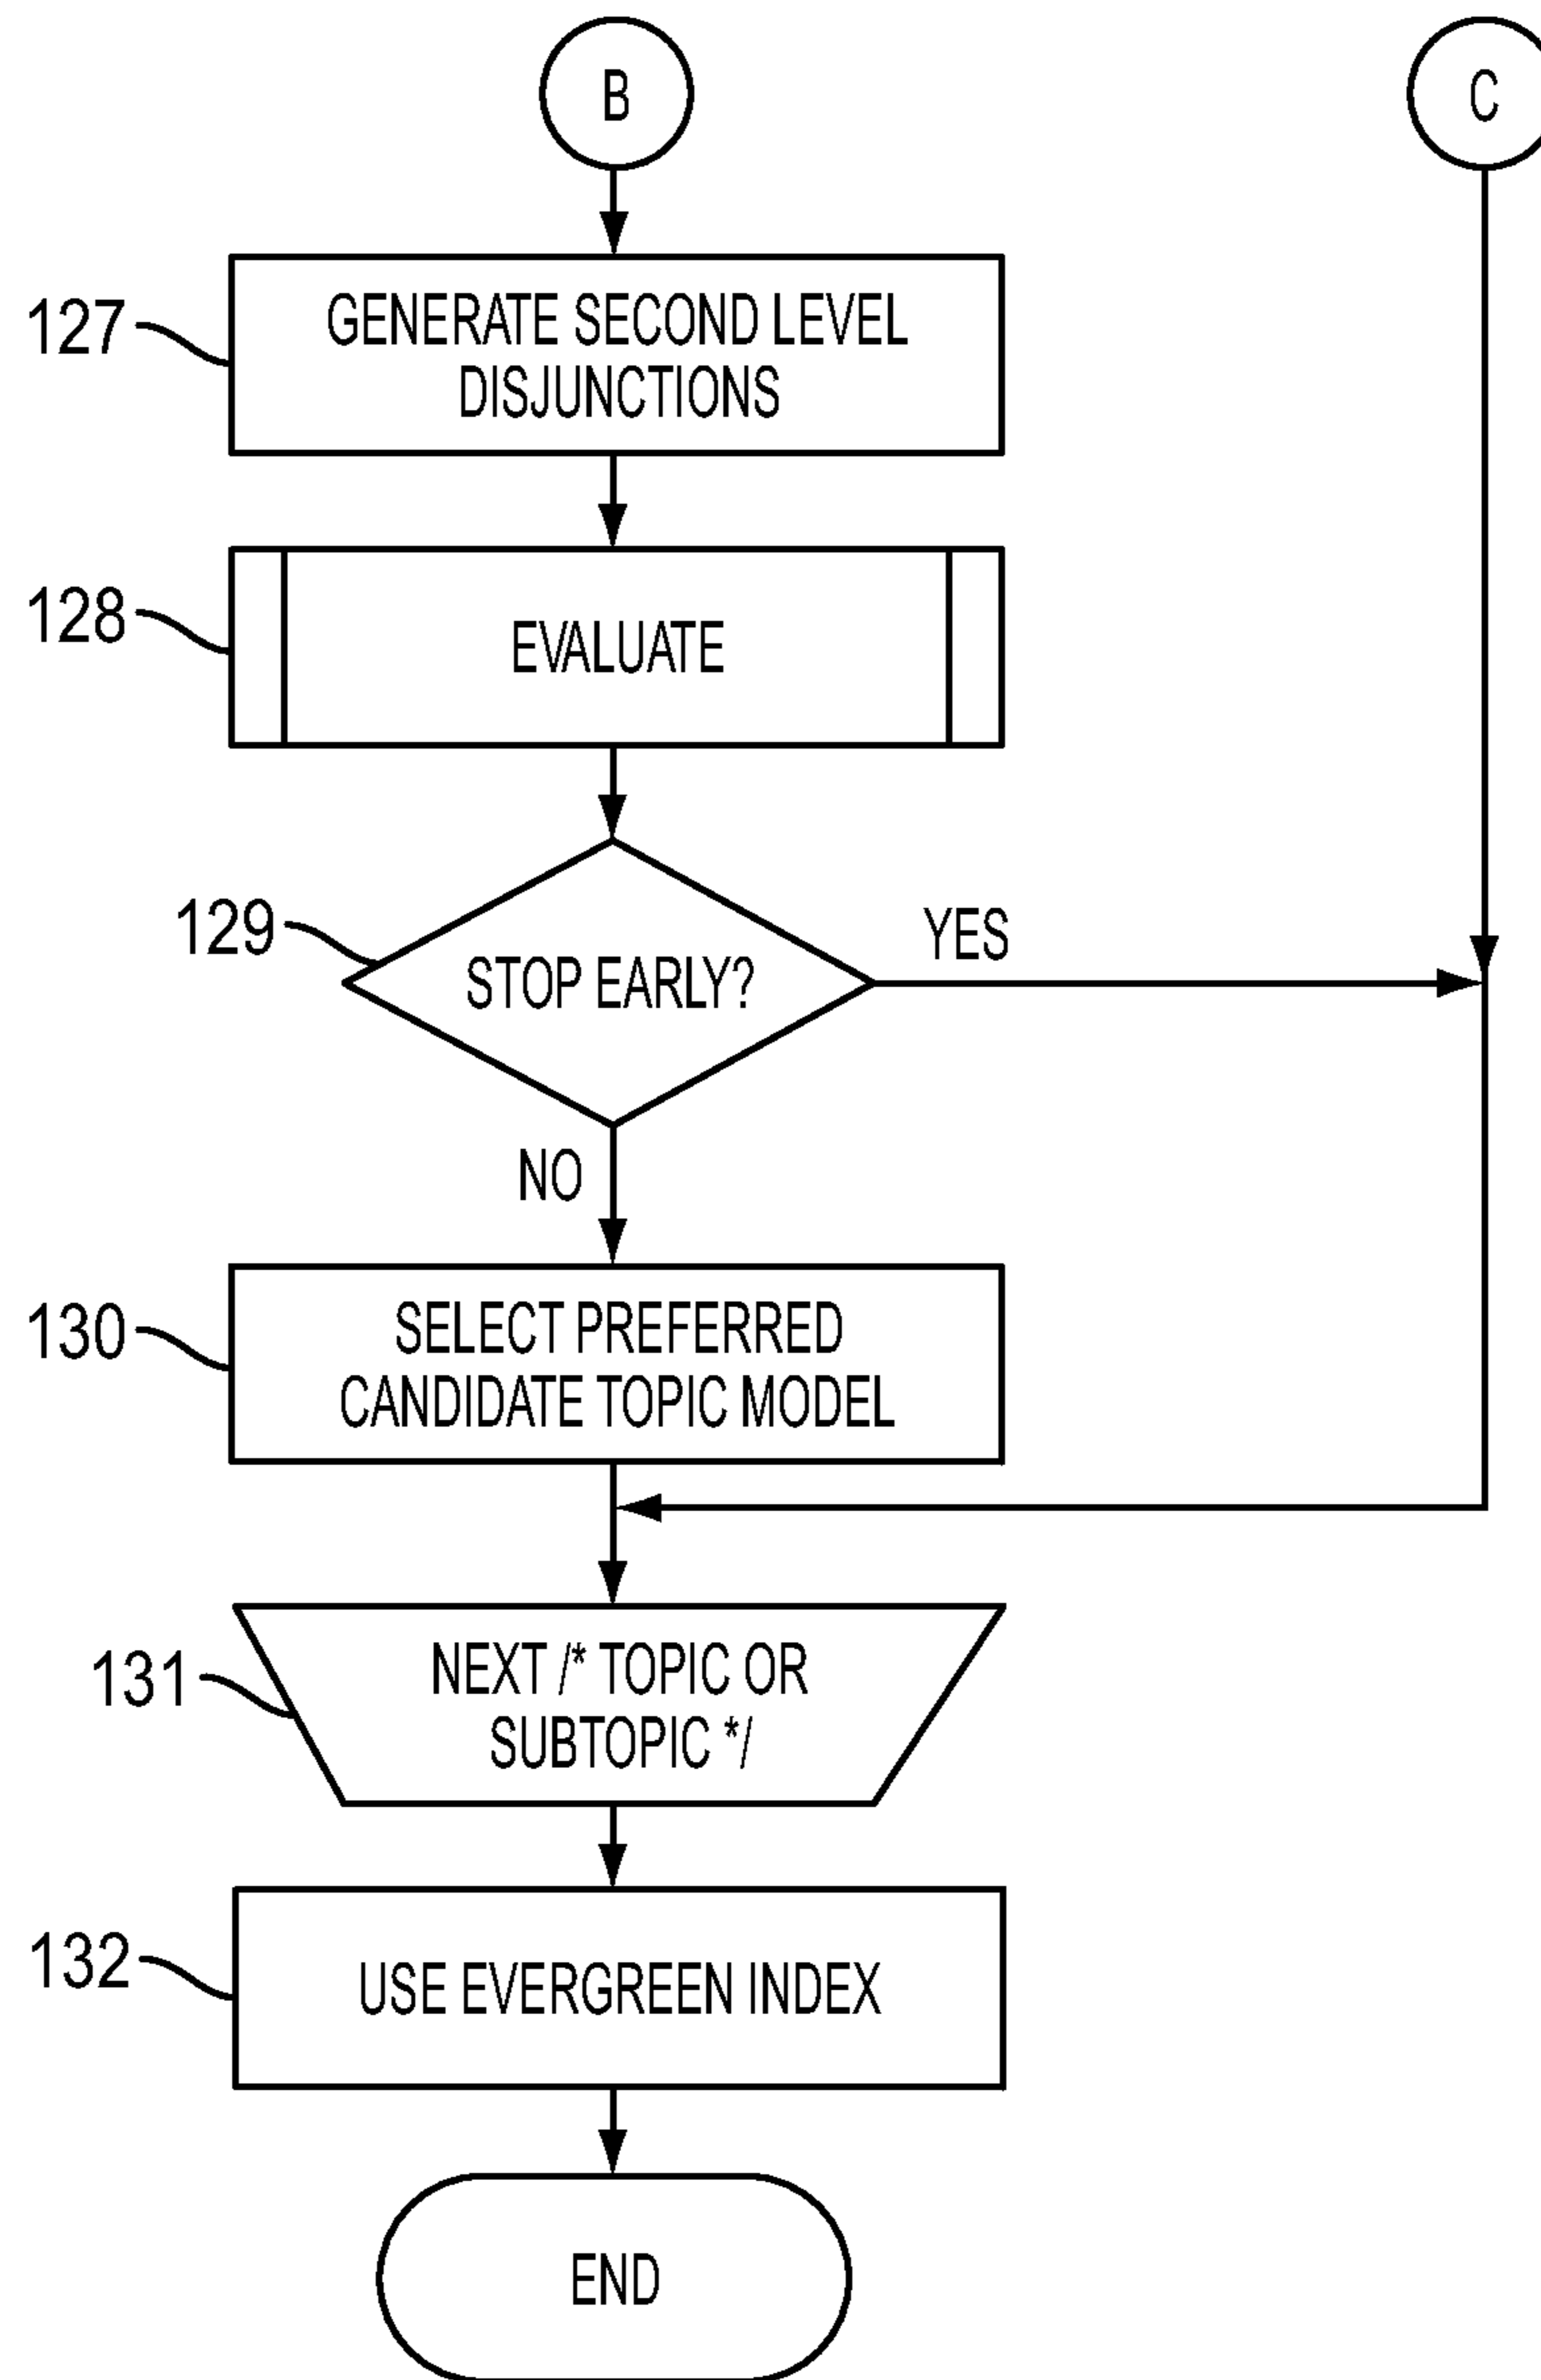 B
C
127
GENERATE SECOND LEVEL
DISJUNCTIONS
128
EVALUATE
129
STOP EARLY?
YES
NO
130
SELECT PREFERRED
CANDIDATE TOPIC MODEL
131
NEXT /* TOPIC OR
SUBTOPIC */
132
USE EVERGREEN INDEX
END